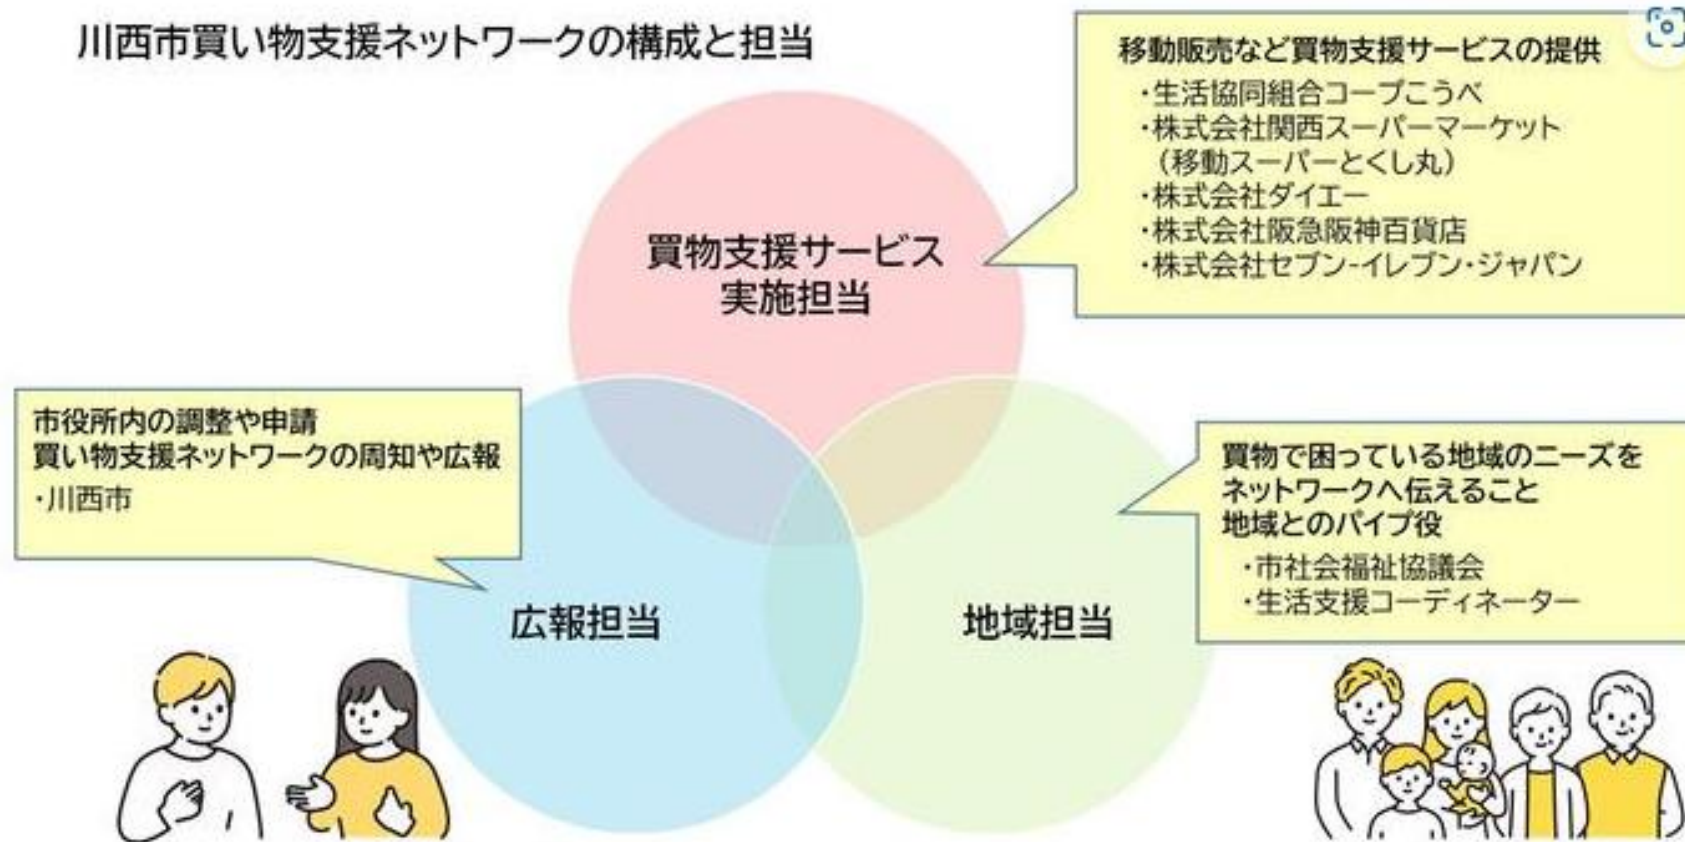 川西市買い物支援ネットワークの構成と担当
移動販売など買物支援サービスの提供
・生活協同組合コープこうべ
・株式会社関西スーパーマーケット
（移動スーパーとくし丸）
・株式会社ダイエー
・株式会社阪急阪神百貨店
・株式会社セブン-イレブン・ジャパン
買物支援サービス
実施担当
市役所内の調整や申請
買い物支援ネットワークの周知や広報
・川西市
買物で困っている地域のニーズを
ネットワークへ伝えること
地域とのパイプ役
・市社会福祉協議会
・生活支援コーディネーター
広報担当
地域担当